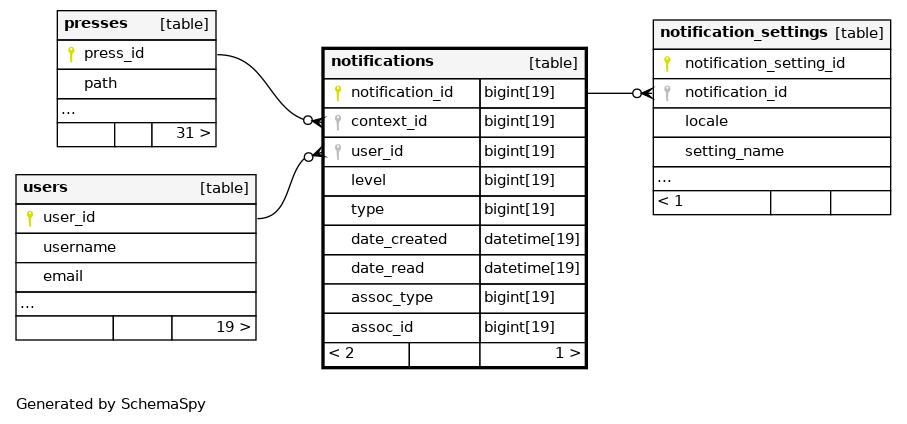 presses [table]
press_id
path
...
31 >
users [table]
user_id
username
email
...
19 >
notifications [table]
notification_id bigint[19]
context_id bigint[19]
user_id bigint[19]
level bigint[19]
type bigint[19]
date_created datetime[19]
date_read datetime[19]
assoc_type bigint[19]
assoc_id bigint[19]
< 2 1 >
notification_settings [table]
notification_setting_id
notification_id
locale
setting_name
...
< 1
Generated by SchemaSpy